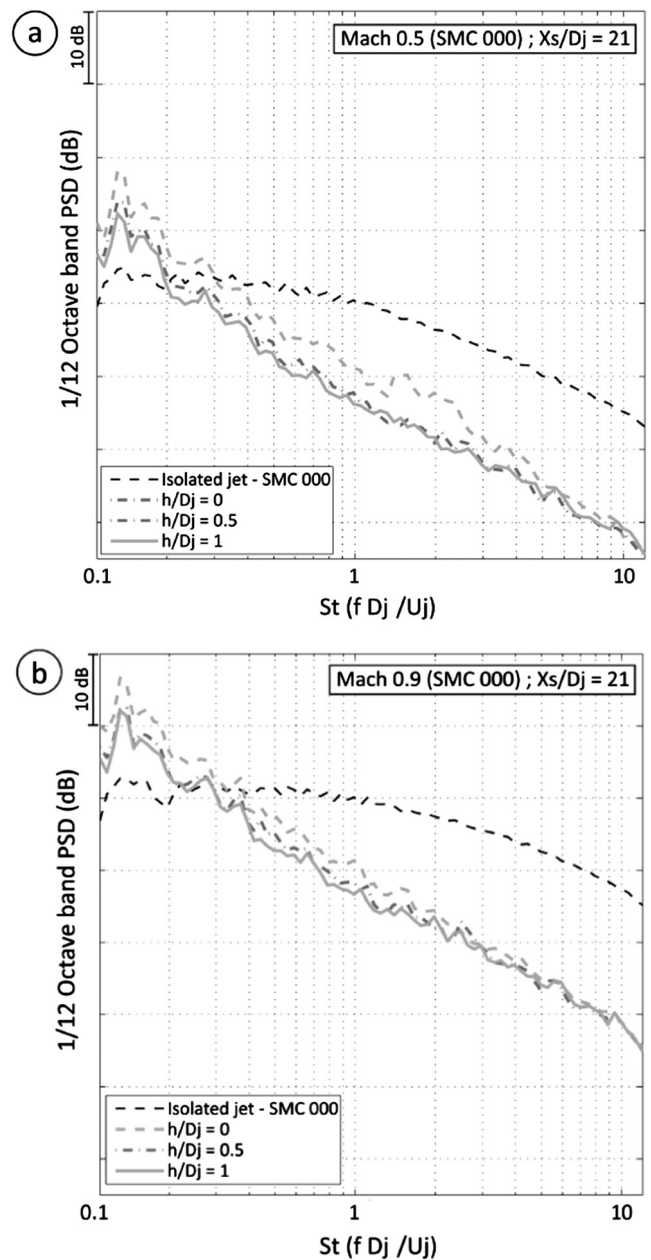 a
10 dB
Mach 0.5 (SMC 000) ; Xs/Dj = 21
1/12 Octave band PSD (dB)
Isolated jet - SMC 000
h/Dj = 0
h/Dj = 0.5
h/Dj = 1
0.1
1
10
St (f Dj /Uj)
b
10 dB
Mach 0.9 (SMC 000) ; Xs/Dj = 21
1/12 Octave band PSD (dB)
Isolated jet - SMC 000
h/Dj = 0
h/Dj = 0.5
h/Dj = 1
0.1
1
10
St (f Dj /Uj)